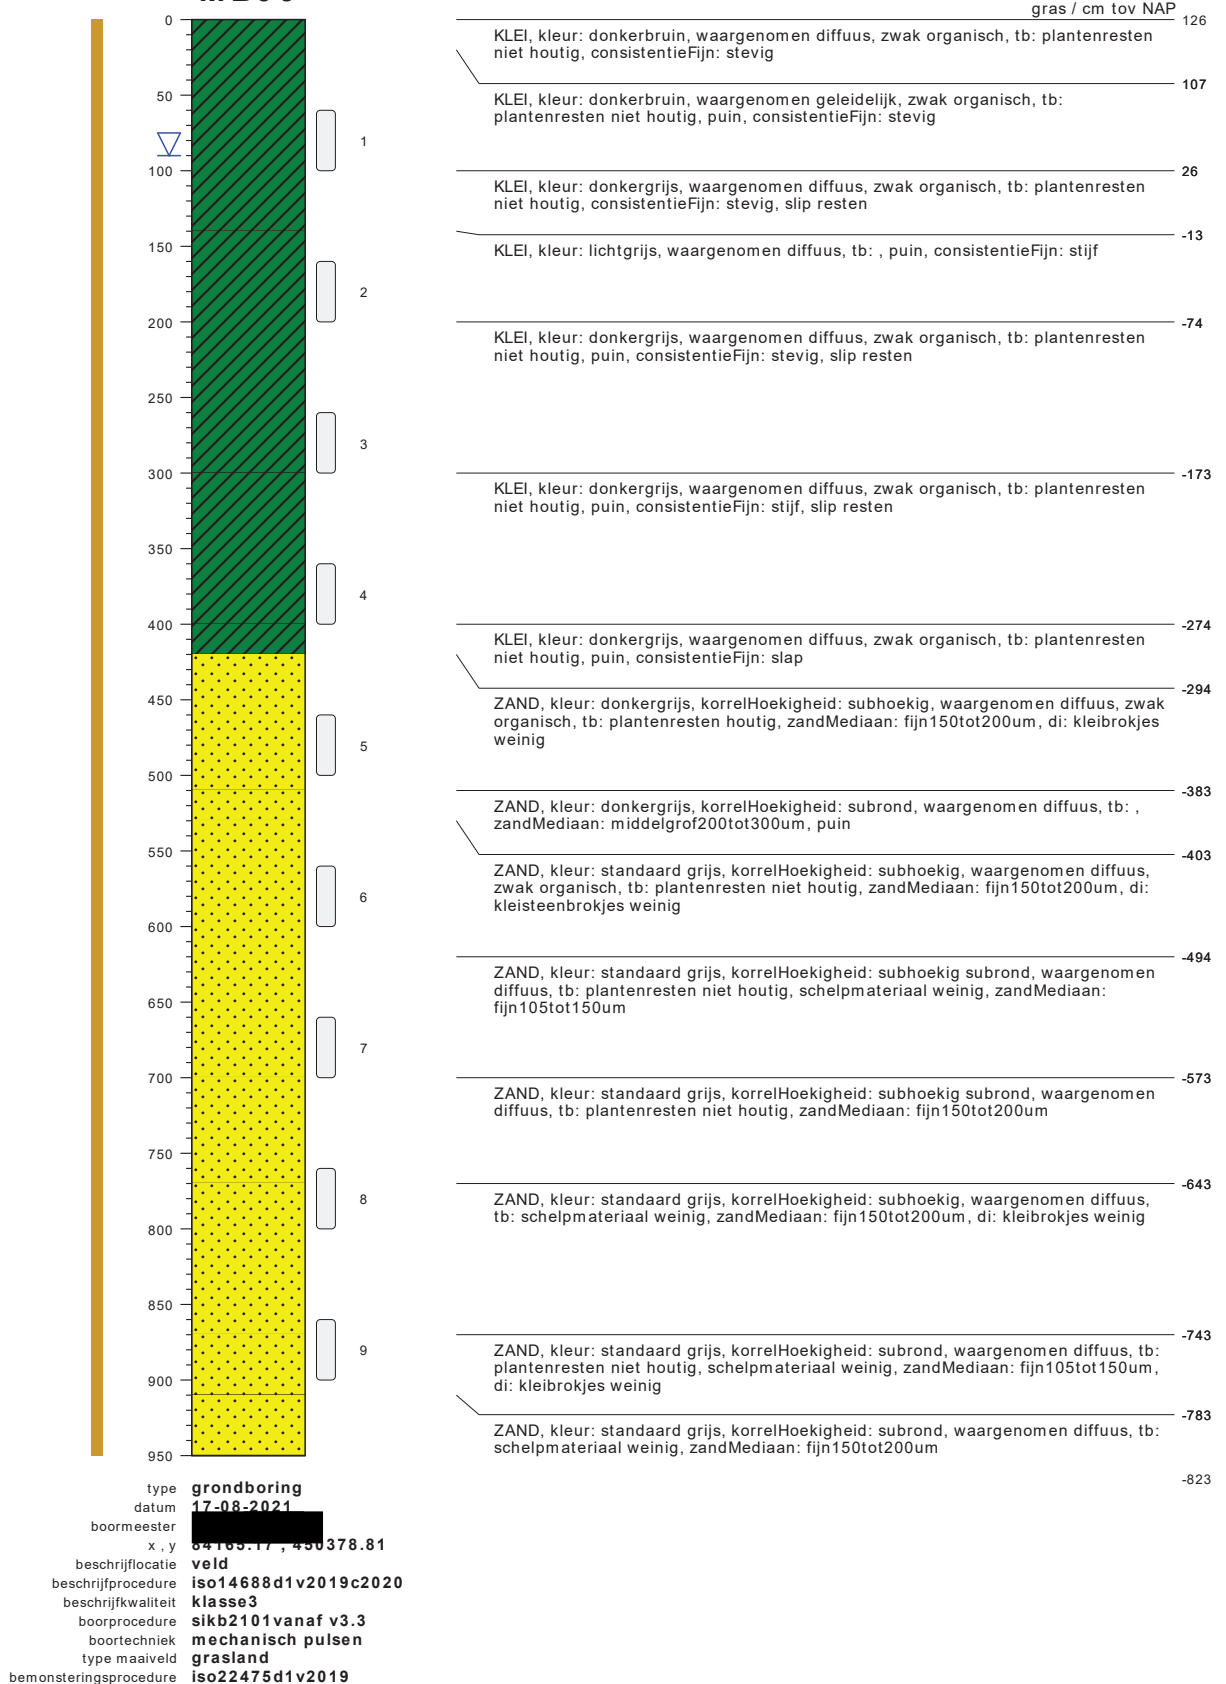 gras / cm tov NAP
0
126
KLEI, kleur: donkerbruin, waargenomen diffuus, zwak organisch, tb: plantenresten
niet houtig, consistentieFijn: stevig
107
50
KLEI, kleur: donkerbruin, waargenomen geleidelijk, zwak organisch, tb:
plantenresten niet houtig, puin, consistentieFijn: stevig
1
100
26
KLEI, kleur: donkergrijs, waargenomen diffuus, zwak organisch, tb: plantenresten
niet houtig, consistentieFijn: stevig, slip resten
-13
150
KLEI, kleur: lichtgrijs, waargenomen diffuus, tb: , puin, consistentieFijn: stijf
2
200
-74
KLEI, kleur: donkergrijs, waargenomen diffuus, zwak organisch, tb: plantenresten
niet houtig, puin, consistentieFijn: stevig, slip resten
250
3
300
-173
KLEI, kleur: donkergrijs, waargenomen diffuus, zwak organisch, tb: plantenresten
niet houtig, puin, consistentieFijn: stijf, slip resten
350
4
400
-274
KLEI, kleur: donkergrijs, waargenomen diffuus, zwak organisch, tb: plantenresten
niet houtig, puin, consistentieFijn: slap
-294
450
ZAND, kleur: donkergrijs, korrelHoekigheid: subhoekig, waargenomen diffuus, zwak
organisch, tb: plantenresten houtig, zandMediaan: fijn150tot200um, di: kleibrokjes
weinig
5
500
-383
ZAND, kleur: donkergrijs, korrelHoekigheid: subrond, waargenomen diffuus, tb: ,
zandMediaan: middelgrof200tot300um, puin
550
-403
ZAND, kleur: standaard grijs, korrelHoekigheid: subhoekig, waargenomen diffuus,
zwak organisch, tb: plantenresten niet houtig, zandMediaan: fijn150tot200um, di:
kleisteenbrokjes weinig
6
600
-494
ZAND, kleur: standaard grijs, korrelHoekigheid: subhoekig subrond, waargenomen
diffuus, tb: plantenresten niet houtig, schelpmateriaal weinig, zandMediaan:
fijn105tot150um
650
7
700
-573
ZAND, kleur: standaard grijs, korrelHoekigheid: subhoekig subrond, waargenomen
diffuus, tb: plantenresten niet houtig, zandMediaan: fijn150tot200um
750
-643
ZAND, kleur: standaard grijs, korrelHoekigheid: subhoekig, waargenomen diffuus,
tb: schelpmateriaal weinig, zandMediaan: fijn150tot200um, di: kleibrokjes weinig
8
800
850
-743
ZAND, kleur: standaard grijs, korrelHoekigheid: subrond, waargenomen diffuus, tb:
plantenresten niet houtig, schelpmateriaal weinig, zandMediaan: fijn105tot150um,
di: kleibrokjes weinig
9
900
-783
ZAND, kleur: standaard grijs, korrelHoekigheid: subrond, waargenomen diffuus, tb:
schelpmateriaal weinig, zandMediaan: fijn150tot200um
950
-823
type grondboring
datum 17-08-2021
boormeester
x , y 84165.17 , 450378.81
beschrijflocatie veld
beschrijfprocedure iso14688d1v2019c2020
beschrijfkwaliteit klasse3
boorprocedure sikb2101vanaf v3.3
boortechniek mechanisch pulsen
type maaiveld grasland
bemonsteringsprocedure iso22475d1v2019